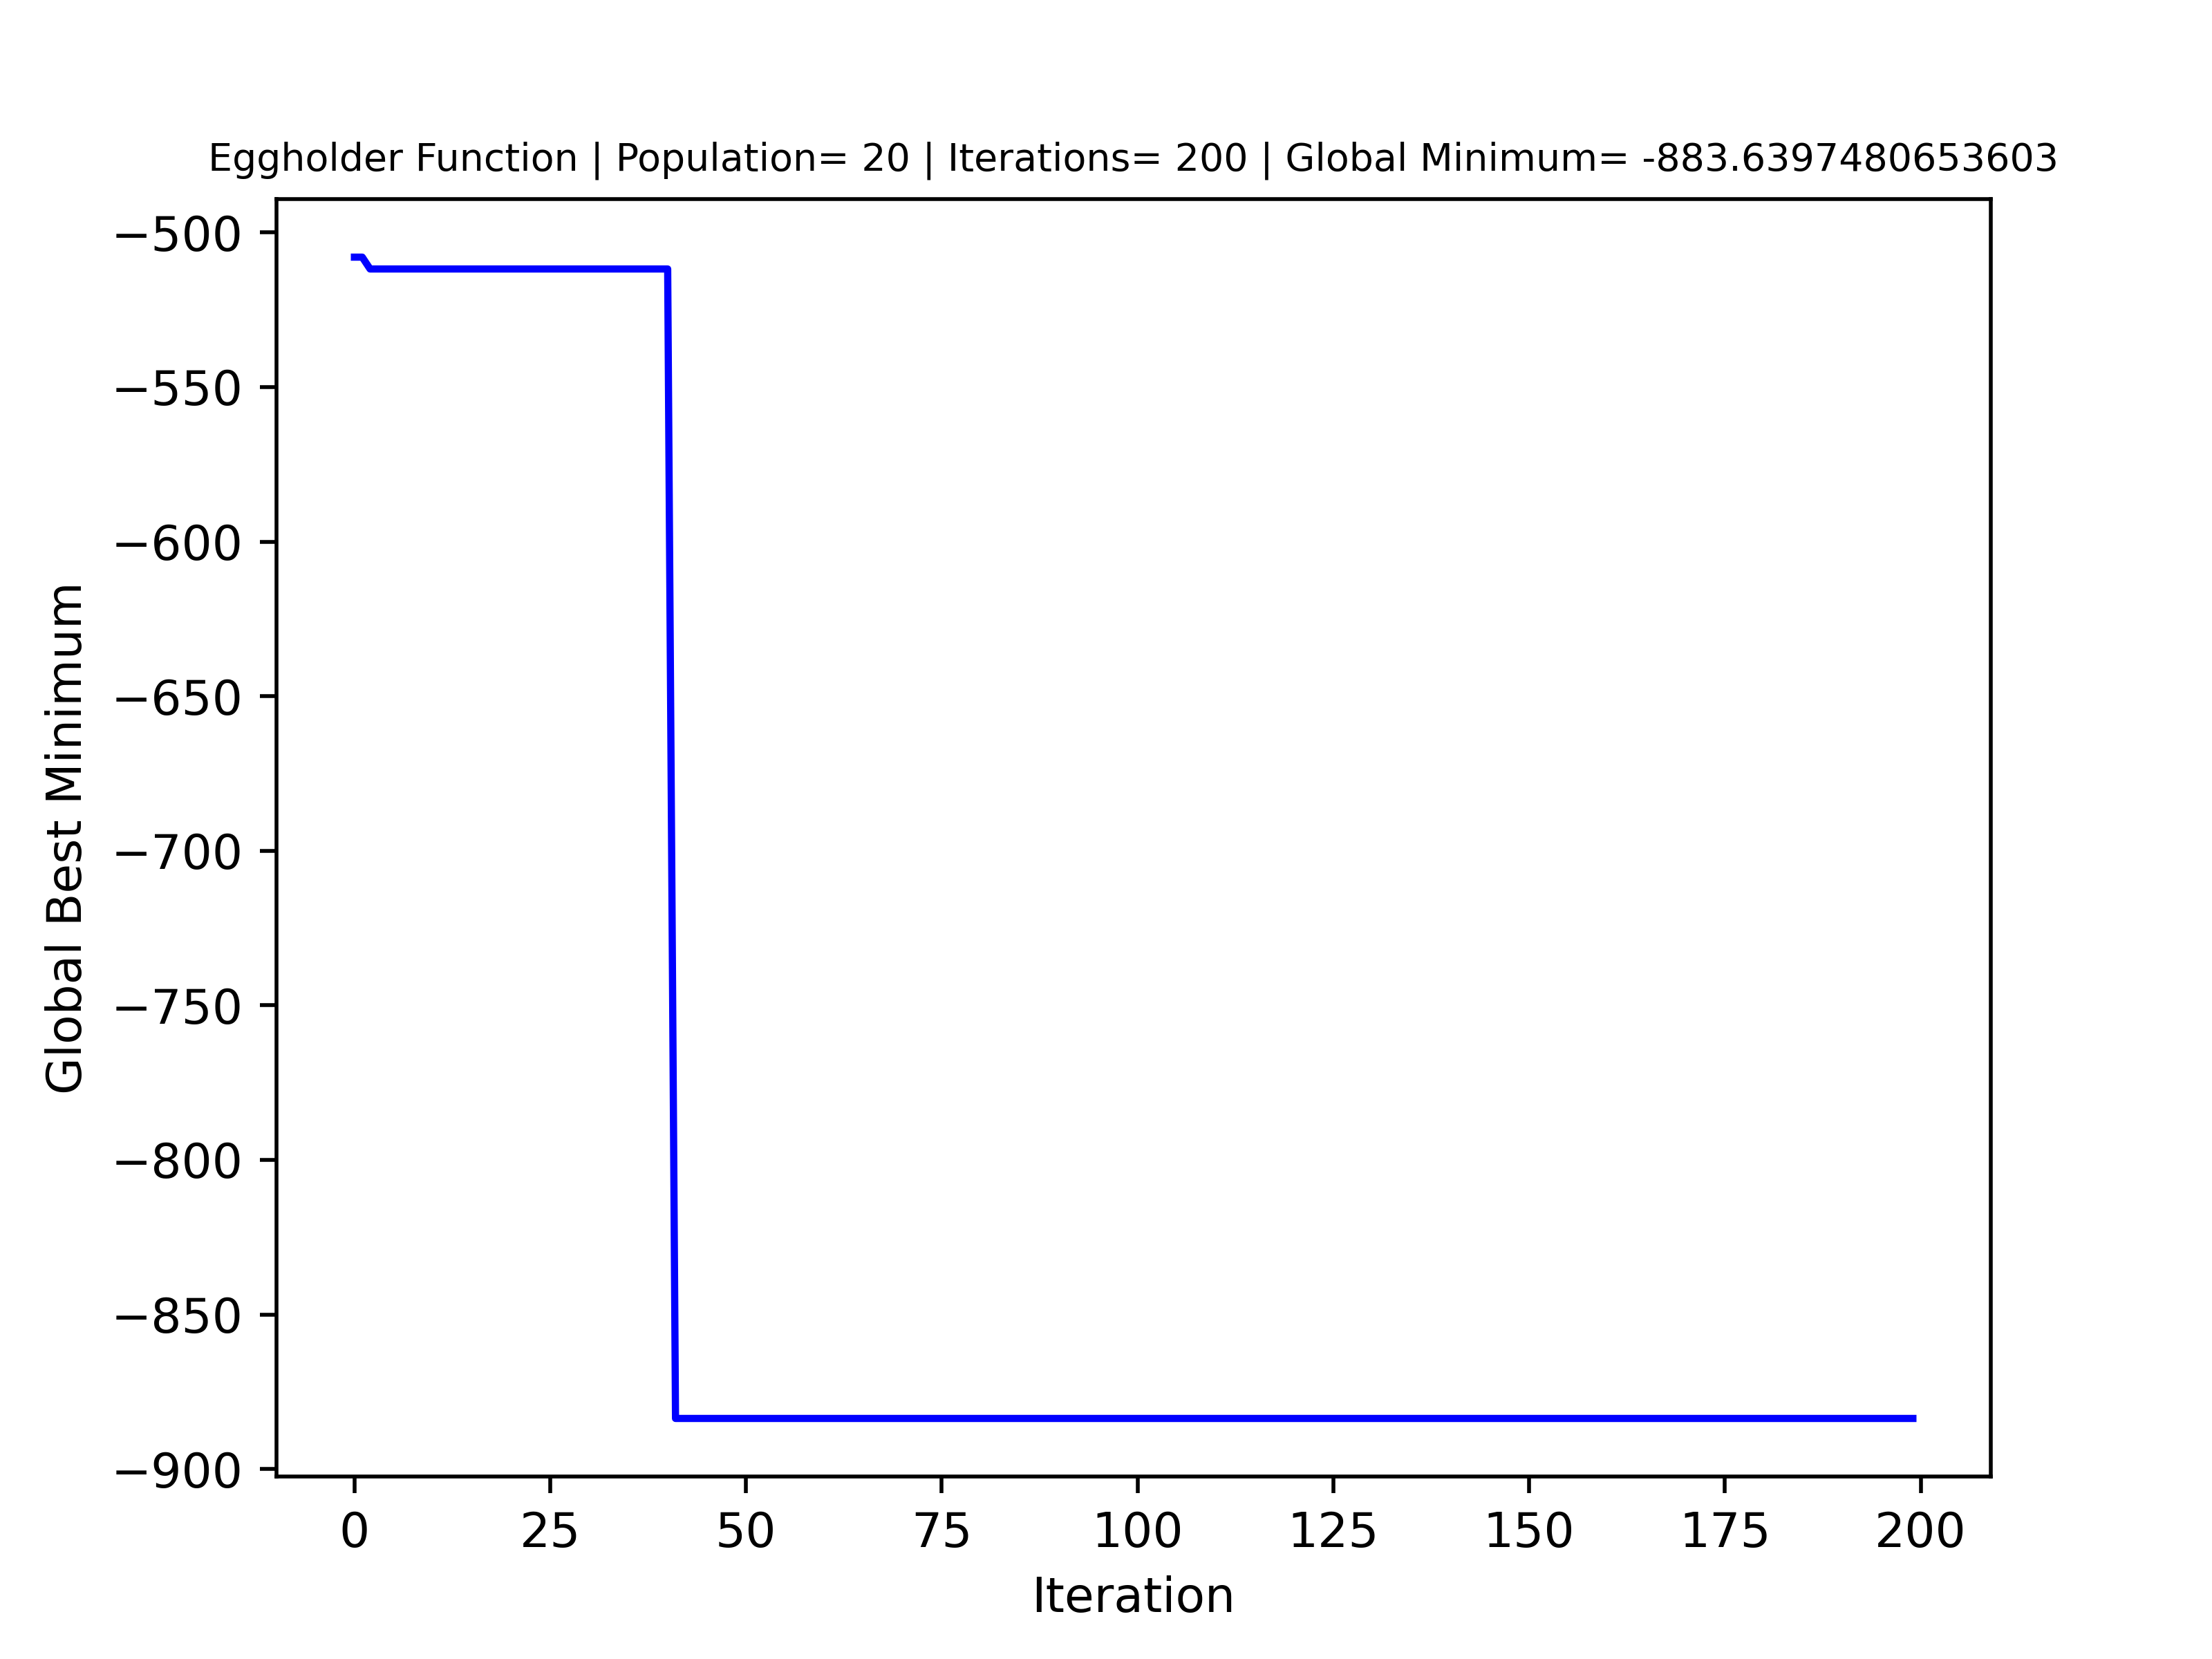 Eggholder Function | Population= 20 | Iterations= 200 | Global Minimum= -883.6397480653603
−500
−550
−600
−650
−700
−750
−800
−850
−900
Global Best Minimum
0 25 50 75 100 125 150 175 200
Iteration